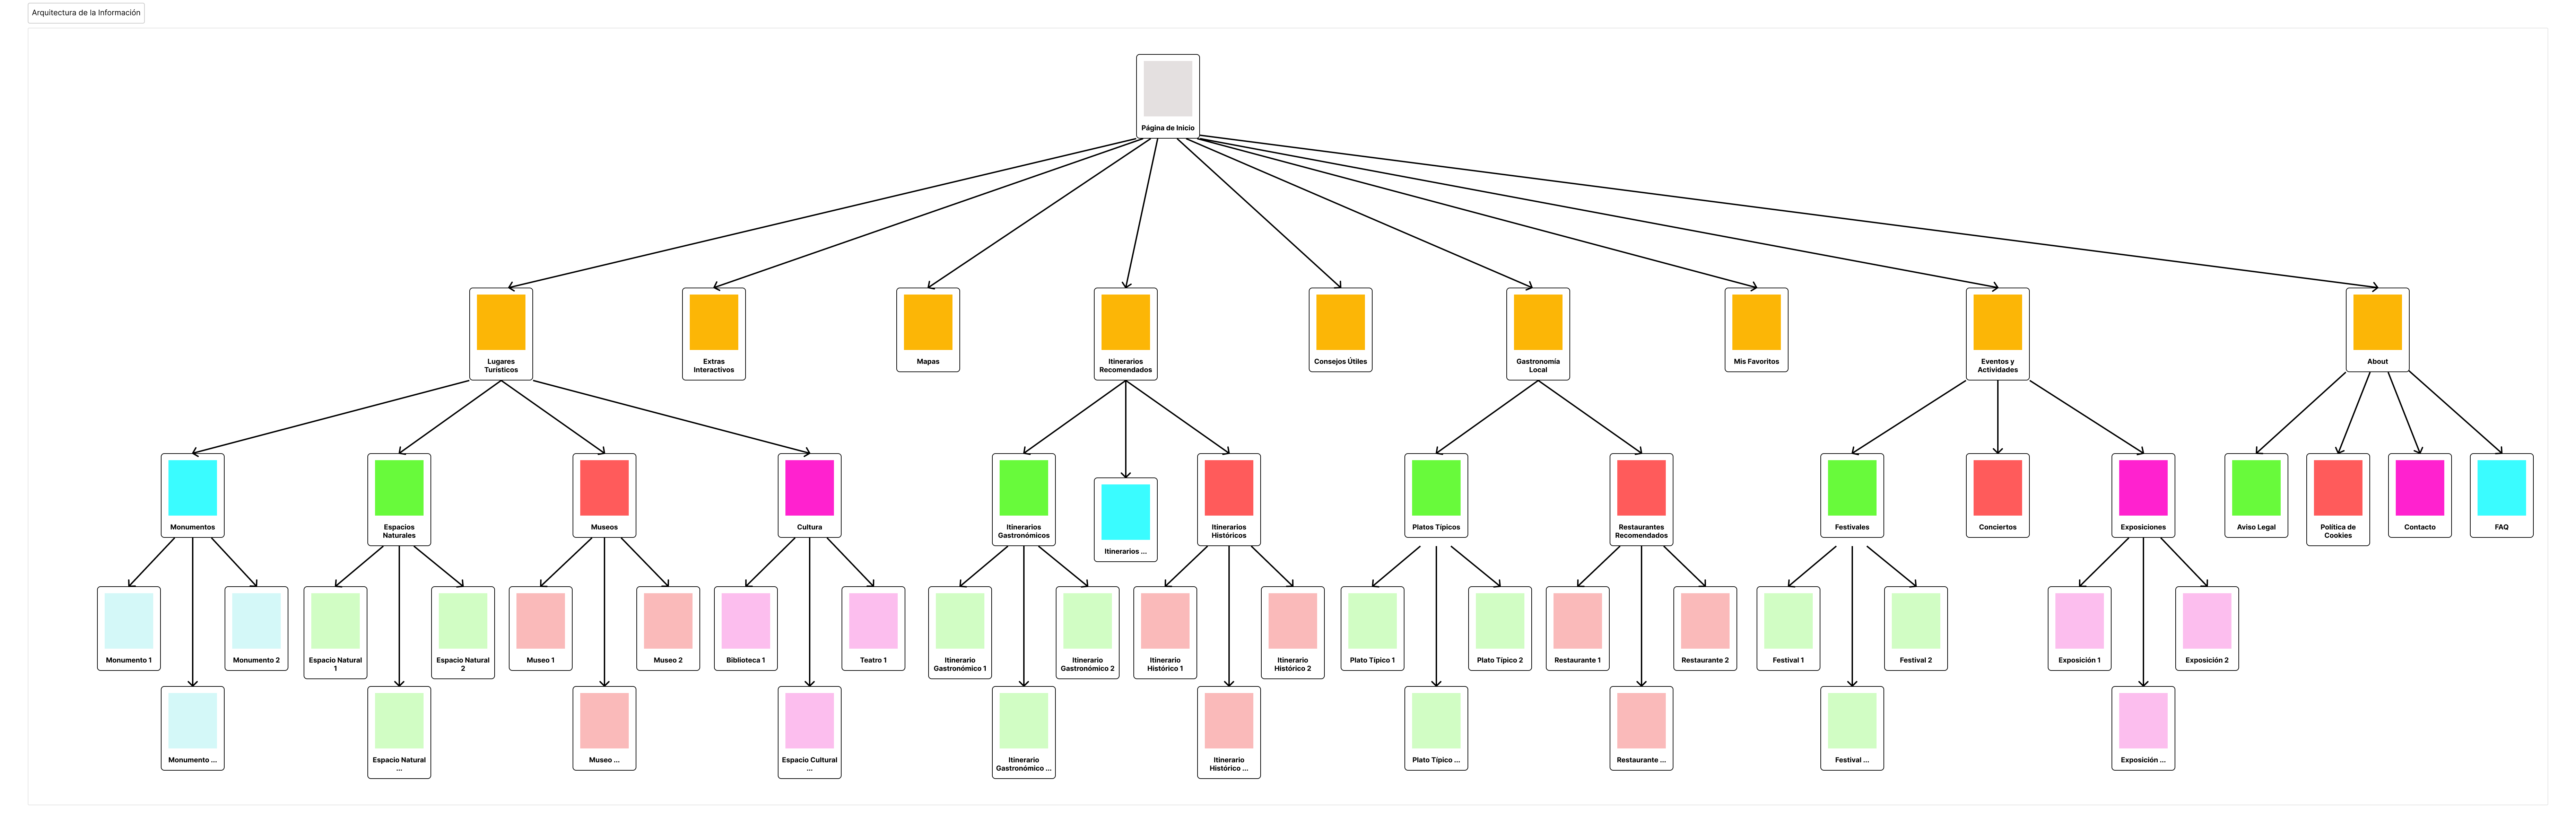 Arquitectura de la Información
Página de Inicio
Lugares
Turísticos
Extras
Interactivos
Mapas
Itinerarios
Recomendados
Consejos Útiles
Gastronomía
Local
Mis Favoritos
Eventos y
Actividades
About
Monumentos
Espacios
Naturales
Museos
Cultura
Itinerarios
Gastronómicos
Itinerarios ...
Itinerarios
Históricos
Platos Típicos
Restaurantes
Recomendados
Festivales
Conciertos
Exposiciones
Aviso Legal
Política de
Cookies
Contacto
FAQ
Monumento 1
Monumento 2
Espacio Natural
1
Espacio Natural
2
Museo 1
Museo 2
Biblioteca 1
Teatro 1
Itinerario
Gastronómico 1
Itinerario
Gastronómico 2
Itinerario
Histórico 1
Itinerario
Histórico 2
Plato Típico 1
Plato Típico 2
Restaurante 1
Restaurante 2
Festival 1
Festival 2
Exposición 1
Exposición 2
Monumento ...
Espacio Natural
...
Museo ...
Espacio Cultural
...
Itinerario
Gastronómico ...
Itinerario
Histórico ...
Plato Típico ...
Restaurante ...
Festival ...
Exposición ...